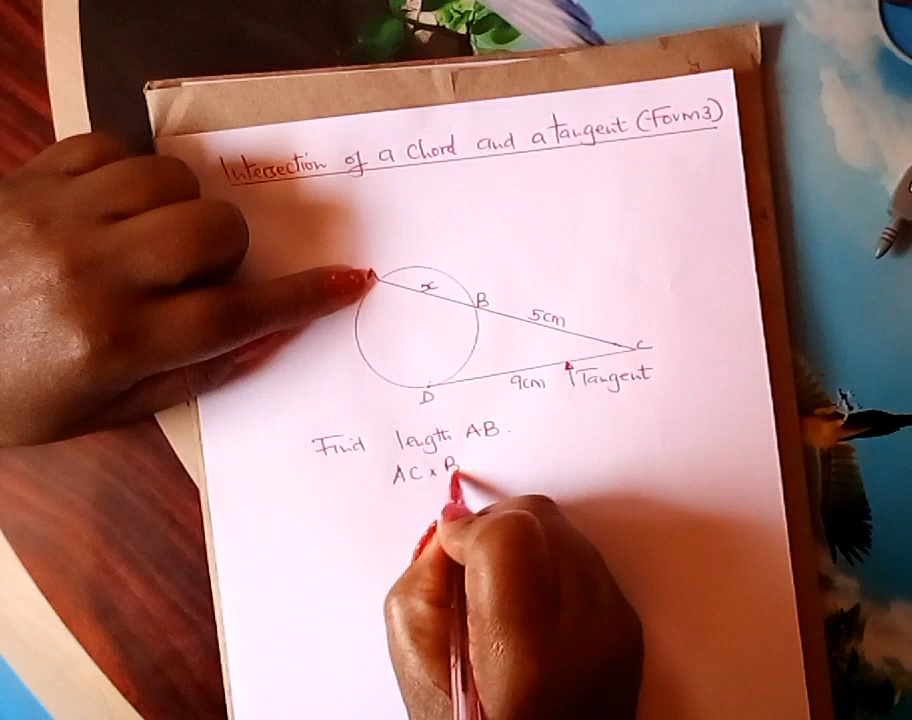 Intersection of a chord and a tangent (Form3)
A
x
B
5cm
C
9cm
Tangent
D
Find length AB.
AC x B